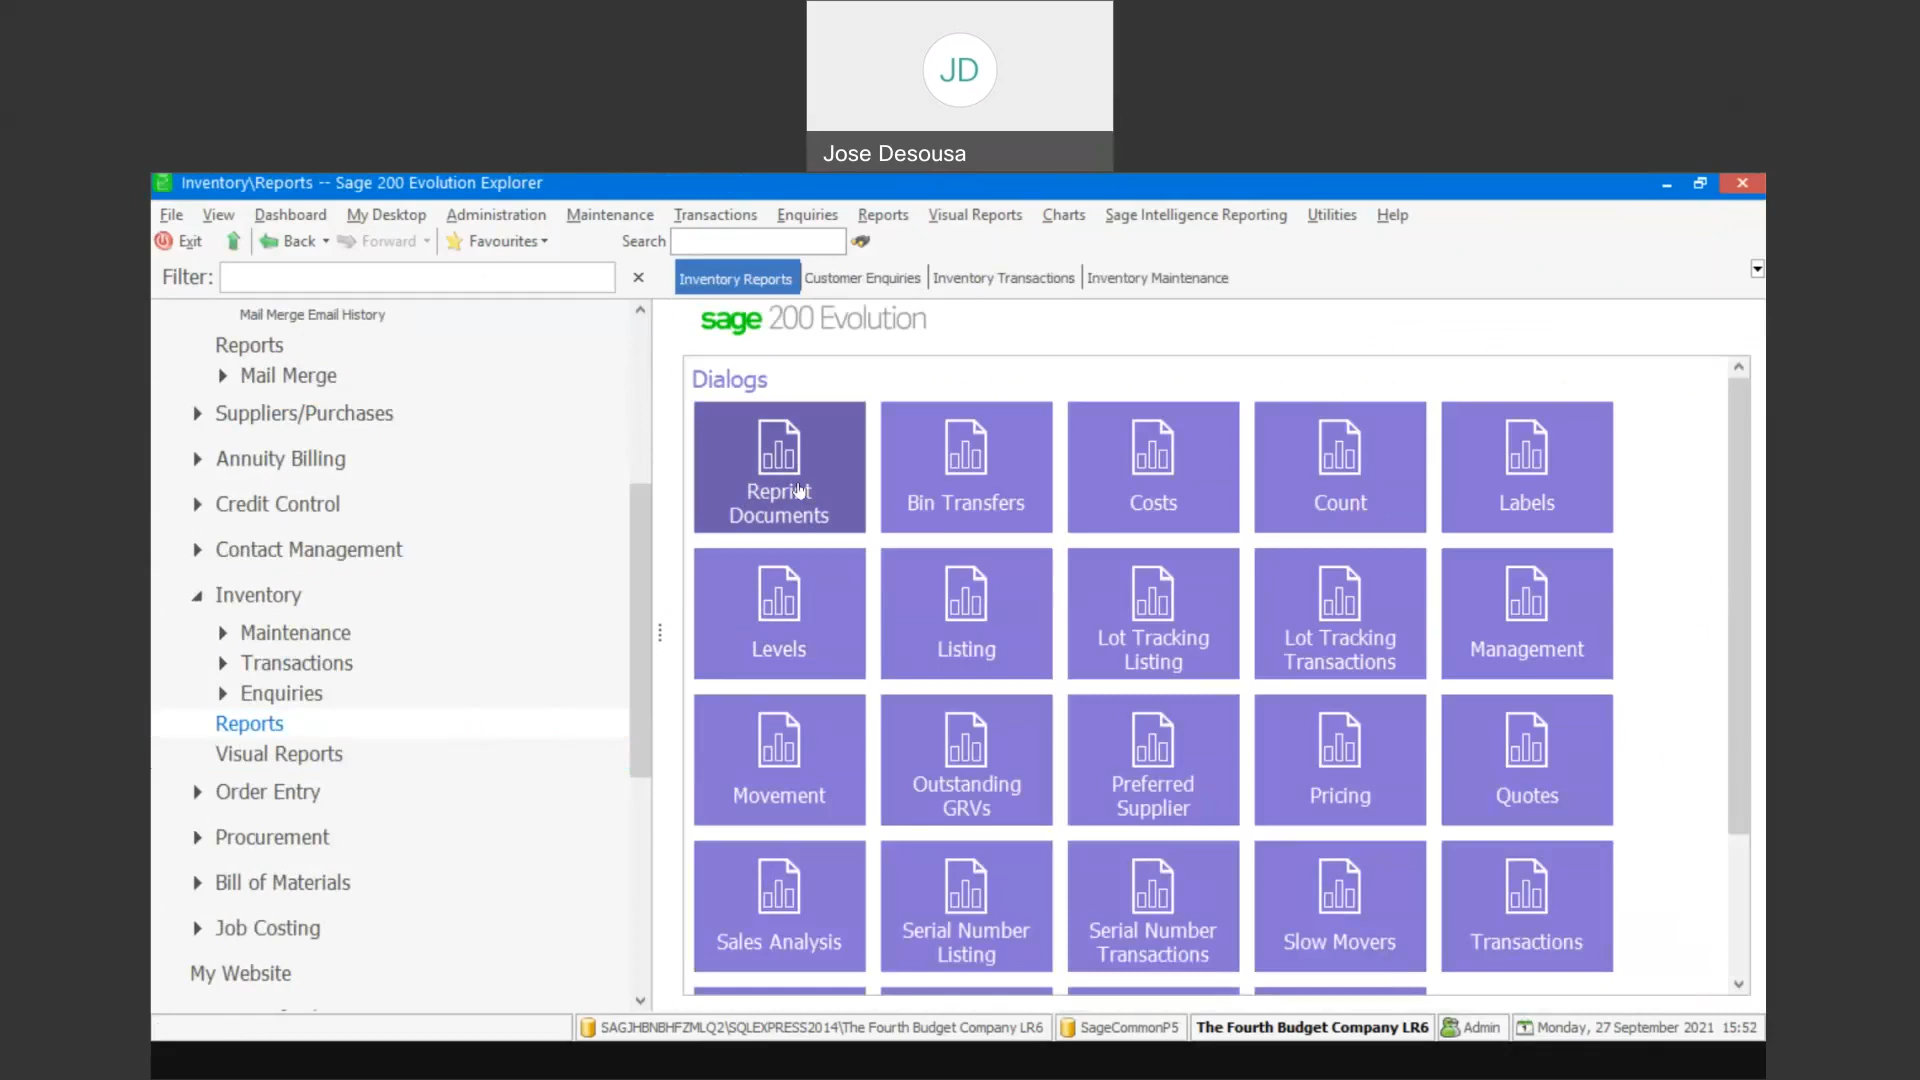 JD
Jose Desousa
Inventory\Reports -- Sage 200 Evolution Explorer
File View Dashboard My Desktop Administration Maintenance Transactions Enquiries Reports Visual Reports Charts Sage Intelligence Reporting Utilities Help
Exit Back Forward Favourites Search
Filter:
Inventory Reports Customer Enquiries Inventory Transactions Inventory Maintenance
Mail Merge Email History
Reports
Mail Merge
Suppliers/Purchases
Annuity Billing
Credit Control
Contact Management
Inventory
Maintenance
Transactions
Enquiries
Reports
Visual Reports
Order Entry
Procurement
Bill of Materials
Job Costing
My Website
sage 200 Evolution
Dialogs
Reprint
Documents
Bin Transfers
Costs
Count
Labels
Levels
Listing
Lot Tracking
Listing
Lot Tracking
Transactions
Management
Movement
Outstanding
GRVs
Preferred
Supplier
Pricing
Quotes
Sales Analysis
Serial Number
Listing
Serial Number
Transactions
Slow Movers
Transactions
SAGJHBNBHFZMLQ2\SQLEXPRESS2014\The Fourth Budget Company LR6 SageCommonP5 The Fourth Budget Company LR6 Admin Monday, 27 September 2021 15:52